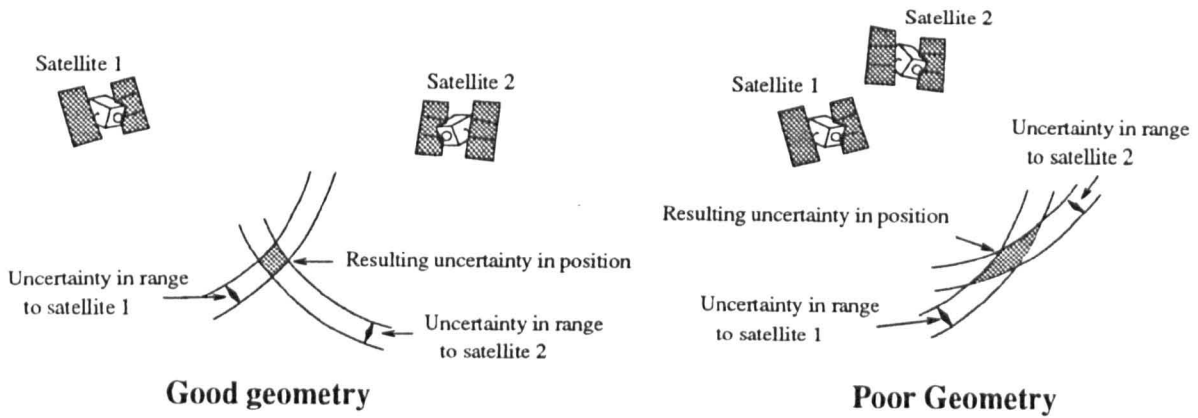 Satellite 1
Satellite 2
Uncertainty in range
to satellite 1
Resulting uncertainty in position
Uncertainty in range
to satellite 2
Good geometry
Satellite 2
Satellite 1
Uncertainty in range
to satellite 2
Resulting uncertainty in position
Uncertainty in range
to satellite 1
Poor Geometry